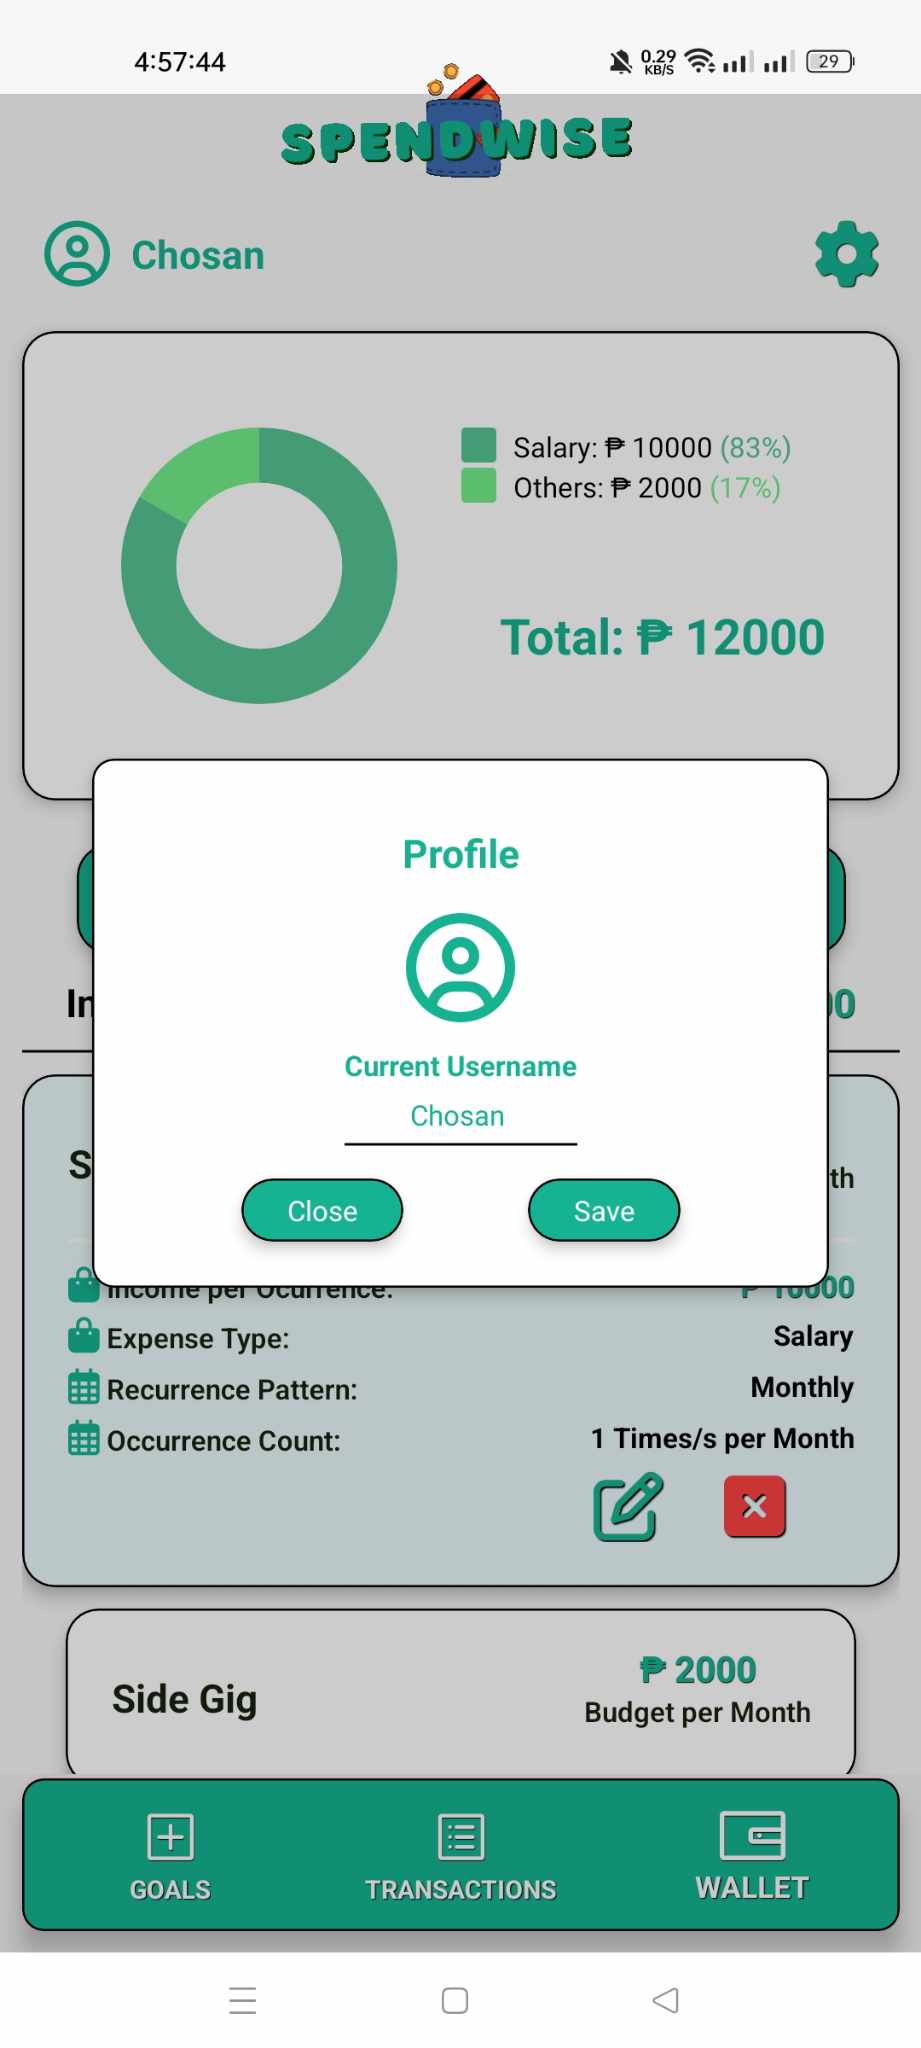 4:57:44
0.29 KB/S
29
SPENDWISE
Chosan
Salary: ₱ 10000 (83%)
Others: ₱ 2000 (17%)
Total: ₱ 12000
Profile
Current Username
Chosan
Close
Save
In
00
S
th
Income per Ocurrence:
₱ 10000
Expense Type:
Salary
Recurrence Pattern:
Monthly
Occurrence Count:
1 Times/s per Month
Side Gig
₱ 2000
Budget per Month
GOALS
TRANSACTIONS
WALLET